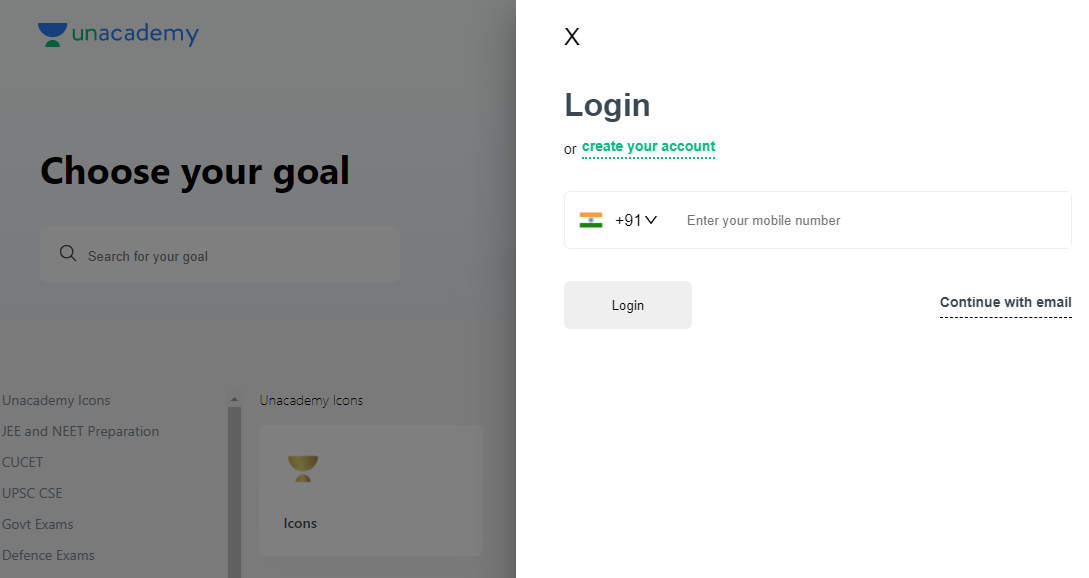 unacademy
Choose your goal
Search for your goal
Unacademy Icons
JEE and NEET Preparation
CUCET
UPSC CSE
Govt Exams
Defence Exams
Unacademy Icons
Icons
X
Login
or create your account
+91 Enter your mobile number
Login
Continue with email